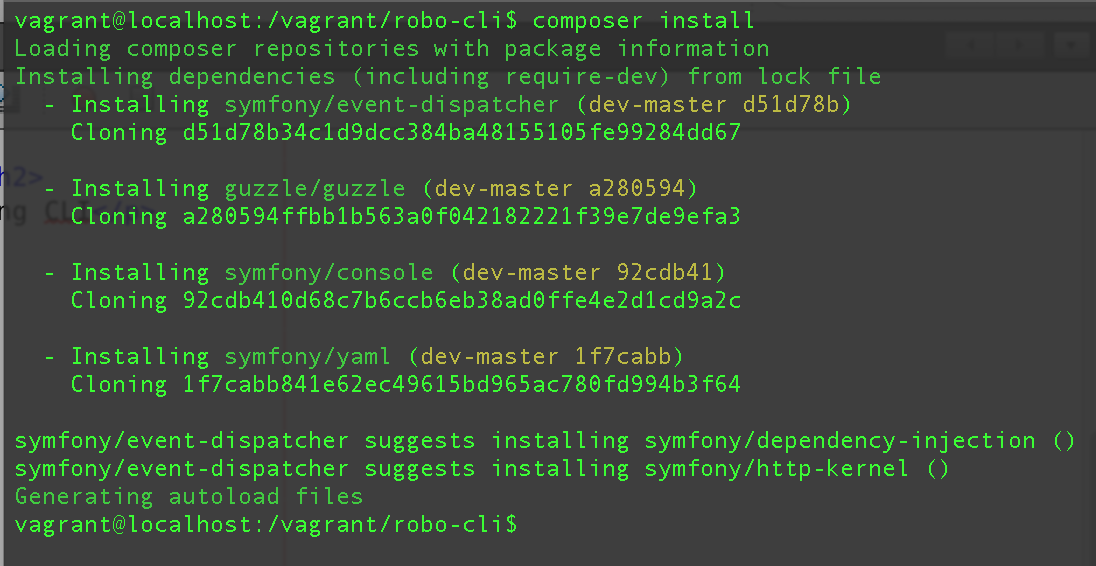 vagrant@localhost:/vagrant/robo-cli$ composer install
Loading composer repositories with package information
Installing dependencies (including require-dev) from lock file
- Installing symfony/event-dispatcher (dev-master d51d78b)
Cloning d51d78b34c1d9dcc384ba48155105fe99284dd67
h2>
- Installing guzzle/guzzle (dev-master a280594)
ng
Cloning a280594ffbb1b563a0f042182221f39e7de9efa3
- Installing symfony/console (dev-master 92cdb41)
Cloning 92cdb410d68c7b6ccb6eb38ad0ffe4e2d1cd9a2c
- Installing symfony/yaml (dev-master 1f7cabb)
Cloning 1f7cabb841e62ec49615bd965ac780fd994b3f64
symfony/event-dispatcher suggests installing symfony/dependency-injection ()
symfony/event-dispatcher suggests installing symfony/http-kernel ()
Generating autoload files
vagrant@localhost:/vagrant/robo-cli$